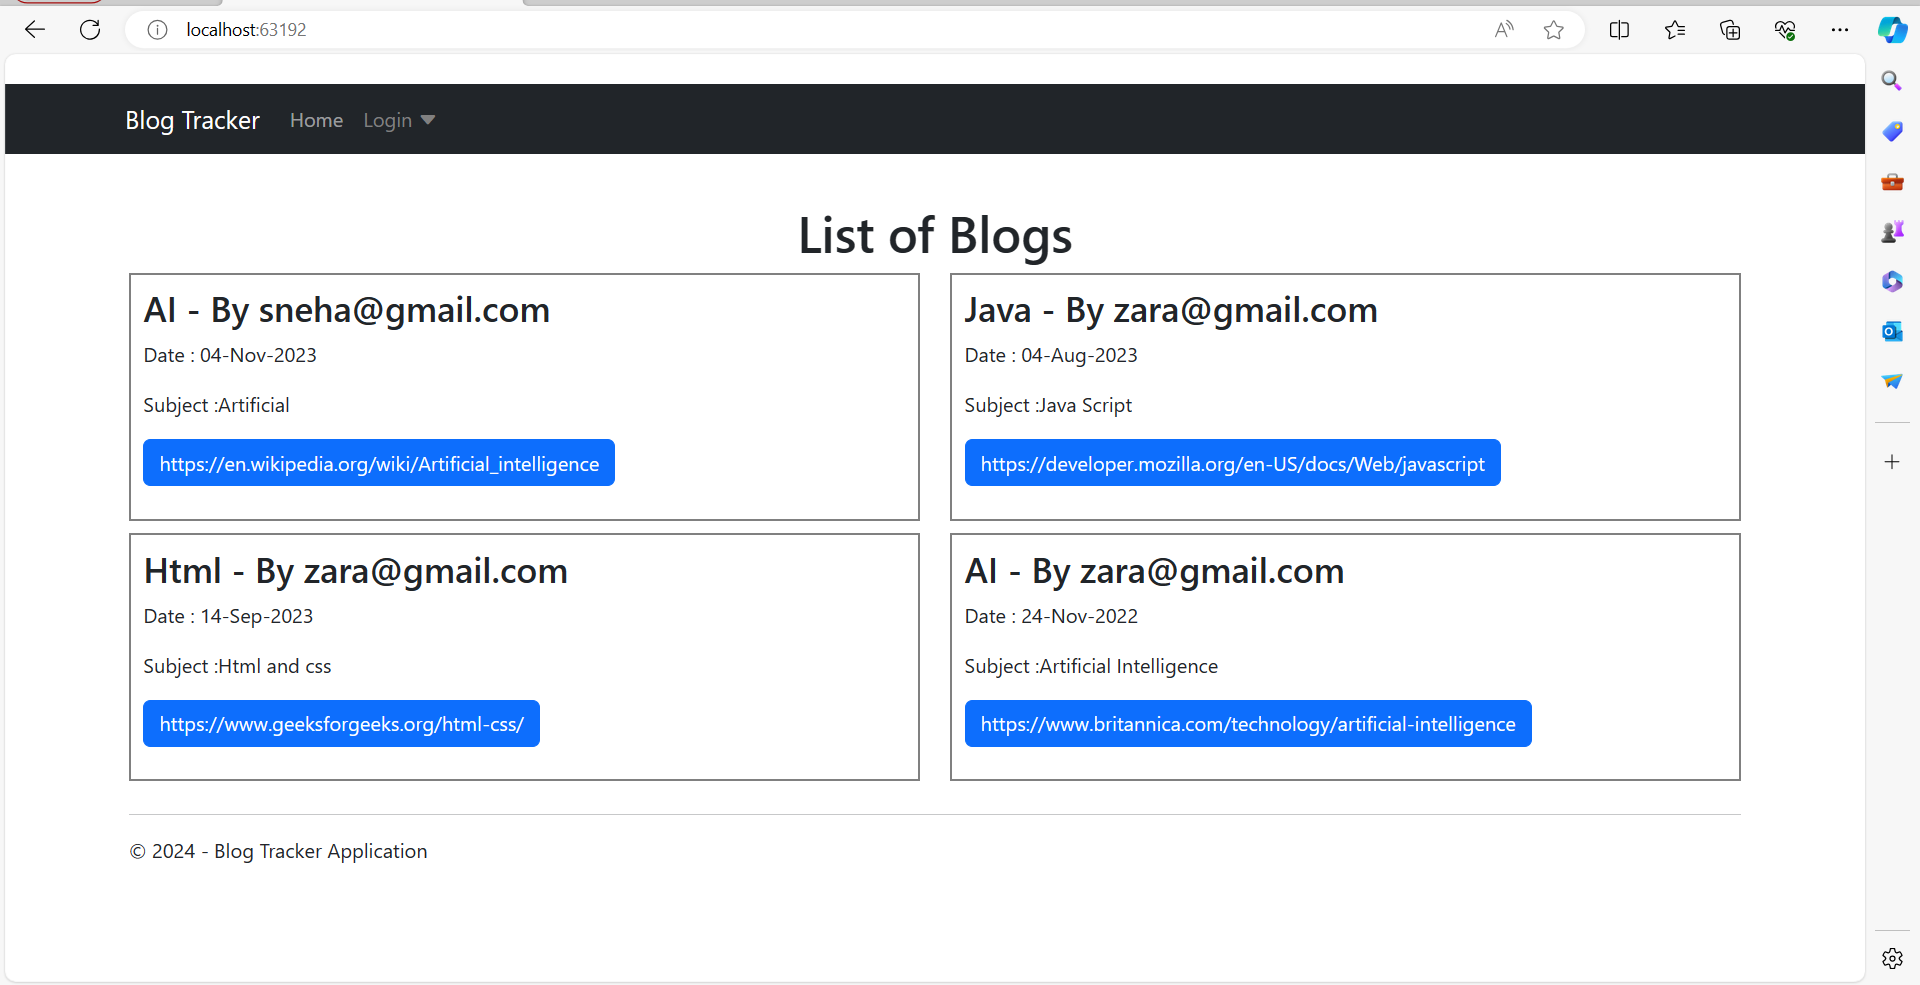 localhost:63192
Blog Tracker Home Login
List of Blogs
AI - By sneha@gmail.com
Date : 04-Nov-2023
Subject :Artificial
https://en.wikipedia.org/wiki/Artificial_intelligence
Java - By zara@gmail.com
Date : 04-Aug-2023
Subject :Java Script
https://developer.mozilla.org/en-US/docs/Web/javascript
Html - By zara@gmail.com
Date : 14-Sep-2023
Subject :Html and css
https://www.geeksforgeeks.org/html-css/
AI - By zara@gmail.com
Date : 24-Nov-2022
Subject :Artificial Intelligence
https://www.britannica.com/technology/artificial-intelligence
© 2024 - Blog Tracker Application